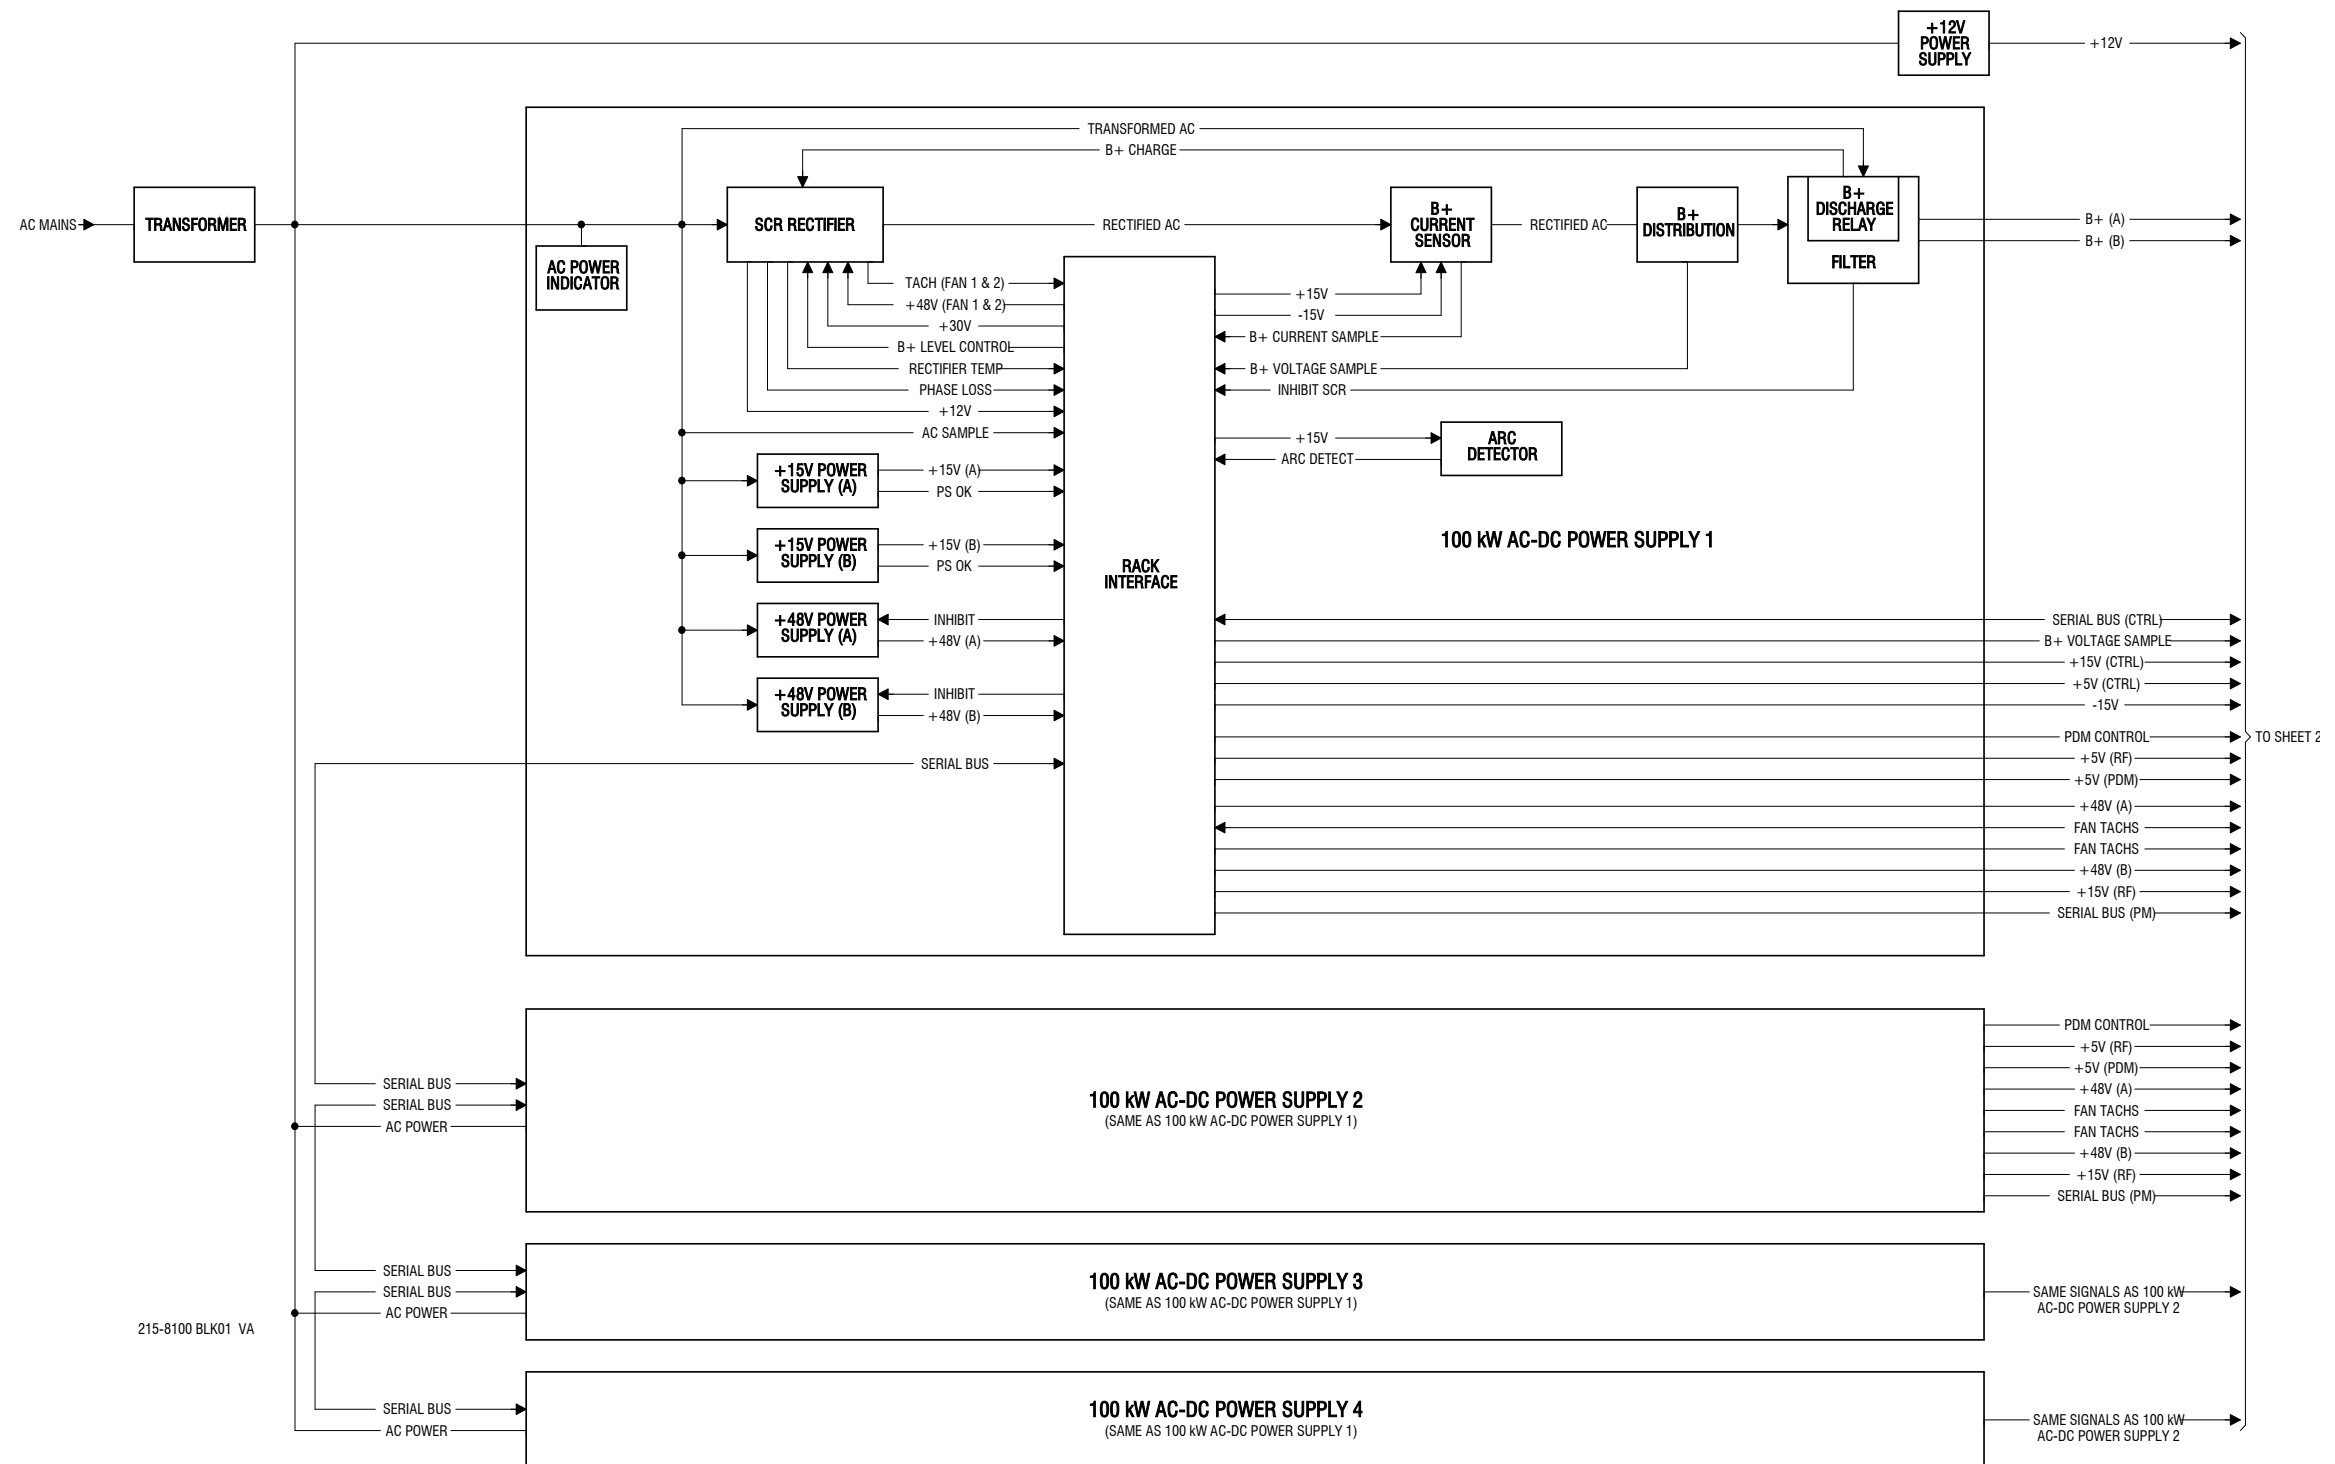 +12V
POWER
SUPPLY
+12V
TRANSFORMED AC
B+ CHARGE
AC MAINS
TRANSFORMER
AC POWER
INDICATOR
SCR RECTIFIER
RECTIFIED AC
B+
CURRENT
SENSOR
RECTIFIED AC
B+
DISTRIBUTION
B+
DISCHARGE
RELAY
FILTER
B+ (A)
B+ (B)
TACH (FAN 1 & 2)
+48V (FAN 1 & 2)
+30V
B+ LEVEL CONTROL
RECTIFIER TEMP
PHASE LOSS
+12V
AC SAMPLE
+15V
-15V
B+ CURRENT SAMPLE
B+ VOLTAGE SAMPLE
INHIBIT SCR
+15V
ARC DETECT
ARC
DETECTOR
+15V POWER
SUPPLY (A)
+15V (A)
PS OK
+15V POWER
SUPPLY (B)
+15V (B)
PS OK
+48V POWER
SUPPLY (A)
INHIBIT
+48V (A)
+48V POWER
SUPPLY (B)
INHIBIT
+48V (B)
SERIAL BUS
RACK
INTERFACE
100 kW AC-DC POWER SUPPLY 1
SERIAL BUS (CTRL)
B+ VOLTAGE SAMPLE
+15V (CTRL)
+5V (CTRL)
-15V
PDM CONTROL
+5V (RF)
+5V (PDM)
+48V (A)
FAN TACHS
FAN TACHS
+48V (B)
+15V (RF)
SERIAL BUS (PM)
TO SHEET 2
SERIAL BUS
SERIAL BUS
AC POWER
100 kW AC-DC POWER SUPPLY 2
(SAME AS 100 kW AC-DC POWER SUPPLY 1)
PDM CONTROL
+5V (RF)
+5V (PDM)
+48V (A)
FAN TACHS
FAN TACHS
+48V (B)
+15V (RF)
SERIAL BUS (PM)
SERIAL BUS
SERIAL BUS
AC POWER
100 kW AC-DC POWER SUPPLY 3
(SAME AS 100 kW AC-DC POWER SUPPLY 1)
SAME SIGNALS AS 100 kW
AC-DC POWER SUPPLY 2
215-8100 BLK01 VA
SERIAL BUS
AC POWER
100 kW AC-DC POWER SUPPLY 4
(SAME AS 100 kW AC-DC POWER SUPPLY 1)
SAME SIGNALS AS 100 kW
AC-DC POWER SUPPLY 2